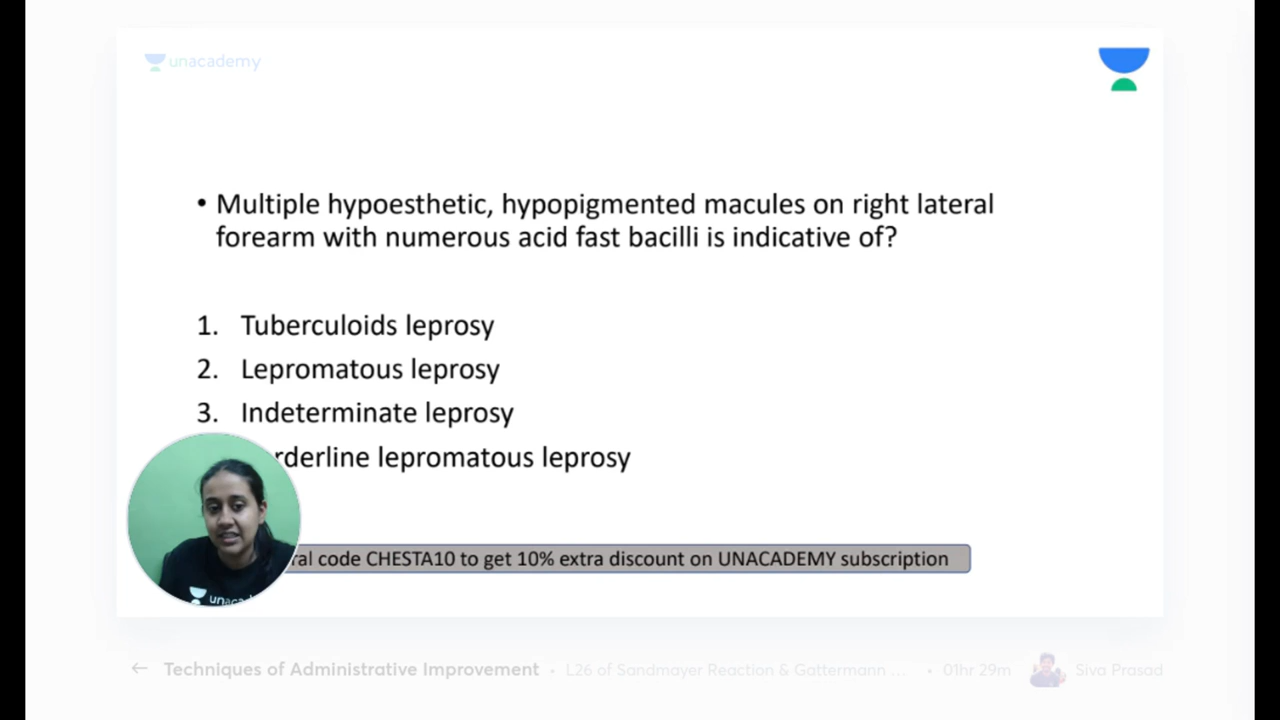 unacademy
• Multiple hypoesthetic, hypopigmented macules on right lateral
forearm with numerous acid fast bacilli is indicative of?
1. Tuberculoids leprosy
2. Lepromatous leprosy
3. Indeterminate leprosy
rderline lepromatous leprosy
ral code CHESTA10 to get 10% extra discount on UNACADEMY subscription
← Techniques of Administrative Improvement • L26 of Sandmayer Reaction & Gattermann ... • 01hr 29m Siva Prasad